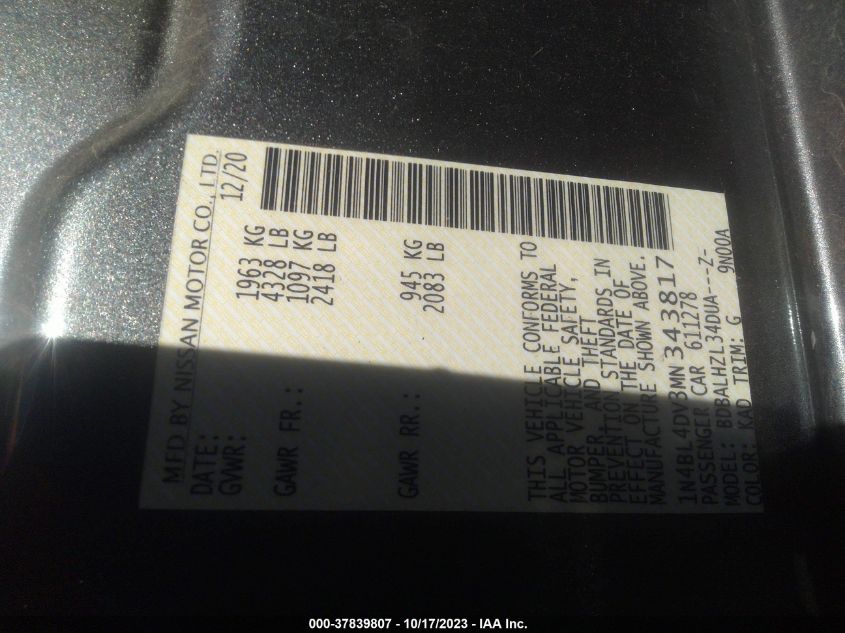 MFD BY NISSAN MOTOR CO., LTD.
DATE: 12/20
GVWR: 1963 KG
4328 LB
GAWR FR.: 1097 KG
2418 LB
GAWR RR.: 945 KG
2083 LB
THIS VEHICLE CONFORMS TO
ALL APPLICABLE FEDERAL
MOTOR VEHICLE SAFETY,
BUMPER, AND THEFT
PREVENTION STANDARDS IN
EFFECT ON THE DATE OF
MANUFACTURE SHOWN ABOVE.
1N4BL4DV3MN343817
PASSENGER CAR 611278
MODEL: BDBALHZL34DUA---Z-
COLOR: KAD TRIM: G 9N00A
000-37839807 - 10/17/2023 - IAA Inc.